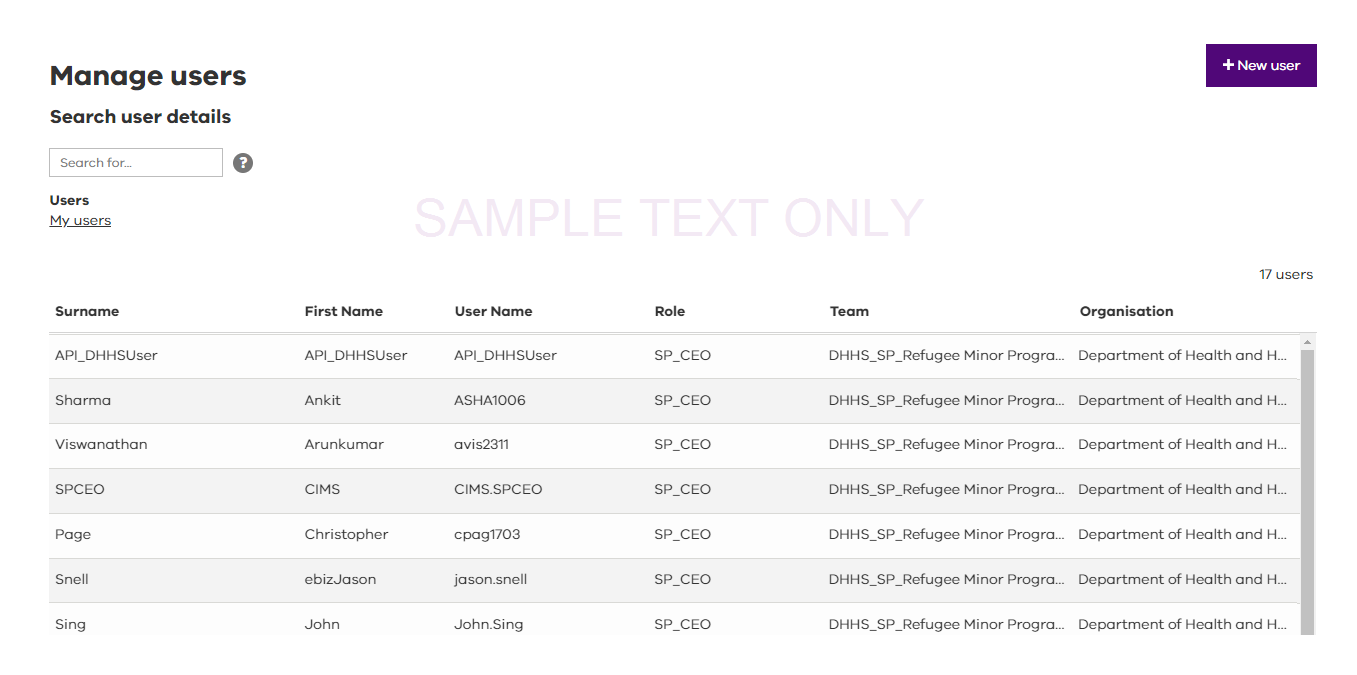 Manage users
+ New user
Search user details
Search for...
?
Users
My users
SAMPLE TEXT ONLY
17 users
Surname First Name User Name Role Team Organisation
API_DHHSUser API_DHHSUser API_DHHSUser SP_CEO DHHS_SP_Refugee Minor Progra... Department of Health and H...
Sharma Ankit ASHA1006 SP_CEO DHHS_SP_Refugee Minor Progra... Department of Health and H...
Viswanathan Arunkumar avis2311 SP_CEO DHHS_SP_Refugee Minor Progra... Department of Health and H...
SPCEO CIMS CIMS.SPCEO SP_CEO DHHS_SP_Refugee Minor Progra... Department of Health and H...
Page Christopher cpag1703 SP_CEO DHHS_SP_Refugee Minor Progra... Department of Health and H...
Snell ebizJason jason.snell SP_CEO DHHS_SP_Refugee Minor Progra... Department of Health and H...
Sing John John.Sing SP_CEO DHHS_SP_Refugee Minor Progra... Department of Health and H...